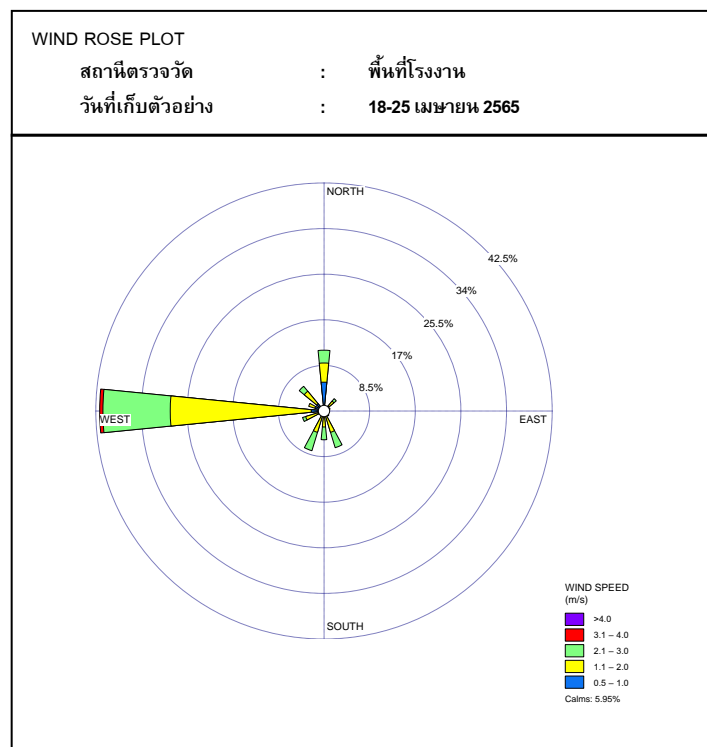 WIND ROSE PLOT
สถานีตรวจวัด : พื้นที่โรงงาน
วันที่เก็บตัวอย่าง : 18-25 เมษายน 2565
NORTH
42.5%
34%
25.5%
17%
8.5%
WEST
EAST
SOUTH
WIND SPEED
(m/s)
>4.0
3.1 – 4.0
2.1 – 3.0
1.1 – 2.0
0.5 – 1.0
Calms: 5.95%